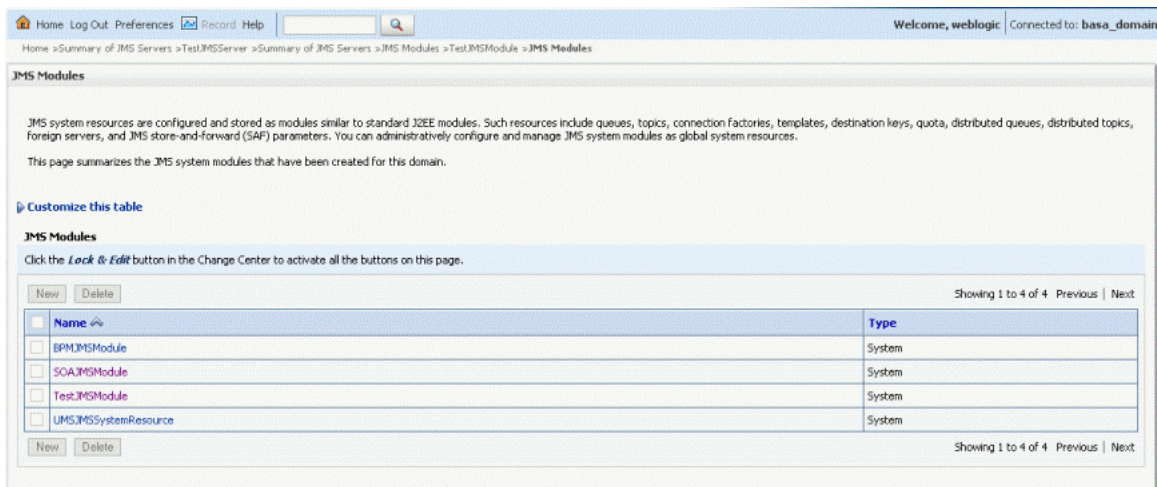 Home Log Out Preferences Record Help
Welcome, weblogic Connected to: basa_domain
Home >Summary of JMS Servers >TestJMSServer >Summary of JMS Servers >JMS Modules >TestJMSModule >JMS Modules
JMS Modules
JMS system resources are configured and stored as modules similar to standard J2EE modules. Such resources include queues, topics, connection factories, templates, destination keys, quota, distributed queues, distributed topics,
foreign servers, and JMS store-and-forward (SAF) parameters. You can administratively configure and manage JMS system modules as global system resources.
This page summarizes the JMS system modules that have been created for this domain.
Customize this table
JMS Modules
Click the Lock & Edit button in the Change Center to activate all the buttons on this page.
New Delete Showing 1 to 4 of 4 Previous | Next
Name Type
BPMJMSModule System
SOAJMSModule System
TestJMSModule System
UMSJMSSystemResource System
New Delete Showing 1 to 4 of 4 Previous | Next